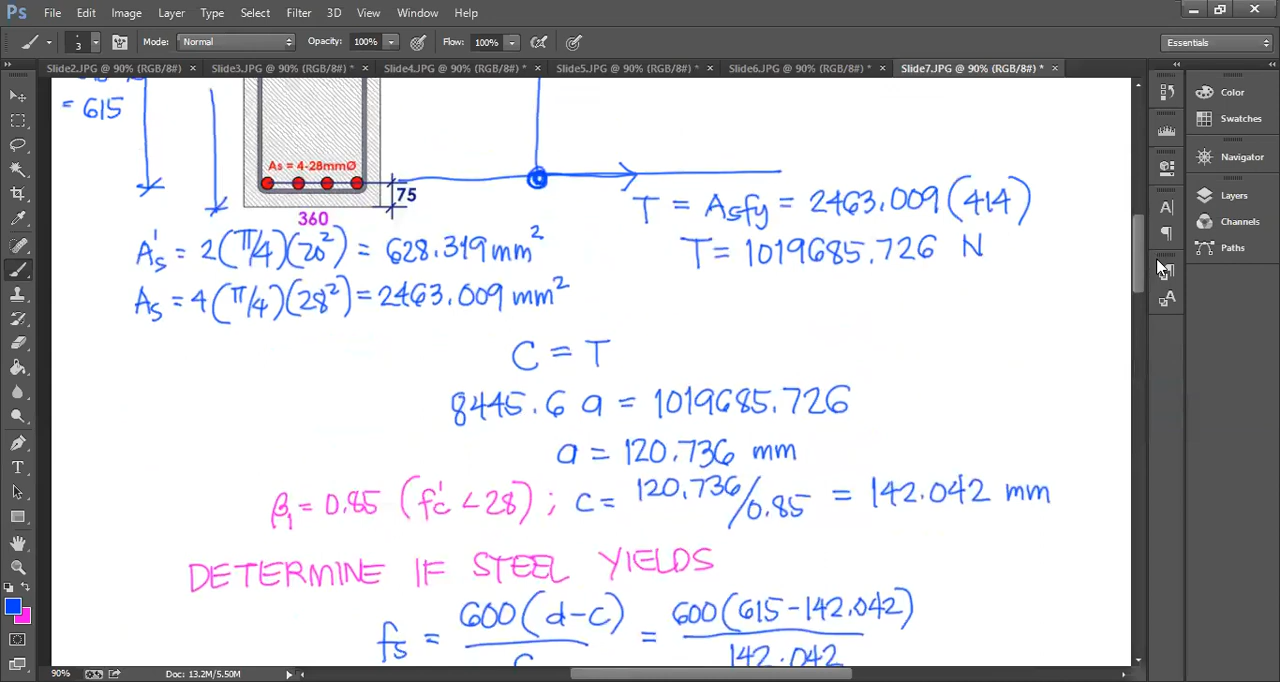 Ps File Edit Image Layer Type Select Filter 3D View Window Help
3 Mode: Normal Opacity: 100% Flow: 100% Essentials
Slide2.JPG @ 90% (RGB/8#) × Slide3.JPG @ 90% (RGB/8#) * × Slide4.JPG @ 90% (RGB/8#) * × Slide5.JPG @ 90% (RGB/8#) * × Slide6.JPG @ 90% (RGB/8#) * × Slide7.JPG @ 90% (RGB/8#) * ×
Color
Swatches
Navigator
Layers
Channels
Paths
= 615
As = 4-28mmØ
75
360
T = Asfy = 2463.009 (414)
T = 1019685.726 N
As' = 2(π/4)(20²) = 628.319 mm²
As = 4(π/4)(28²) = 2463.009 mm²
C = T
8445.6 a = 1019685.726
a = 120.736 mm
β1 = 0.85 (fc' < 28) ; c = 120.736/0.85 = 142.042 mm
DETERMINE IF STEEL YIELDS
fs = 600(d-c) = 600(615-142.042)
c 142.042
90% Doc: 13.2M/5.50M